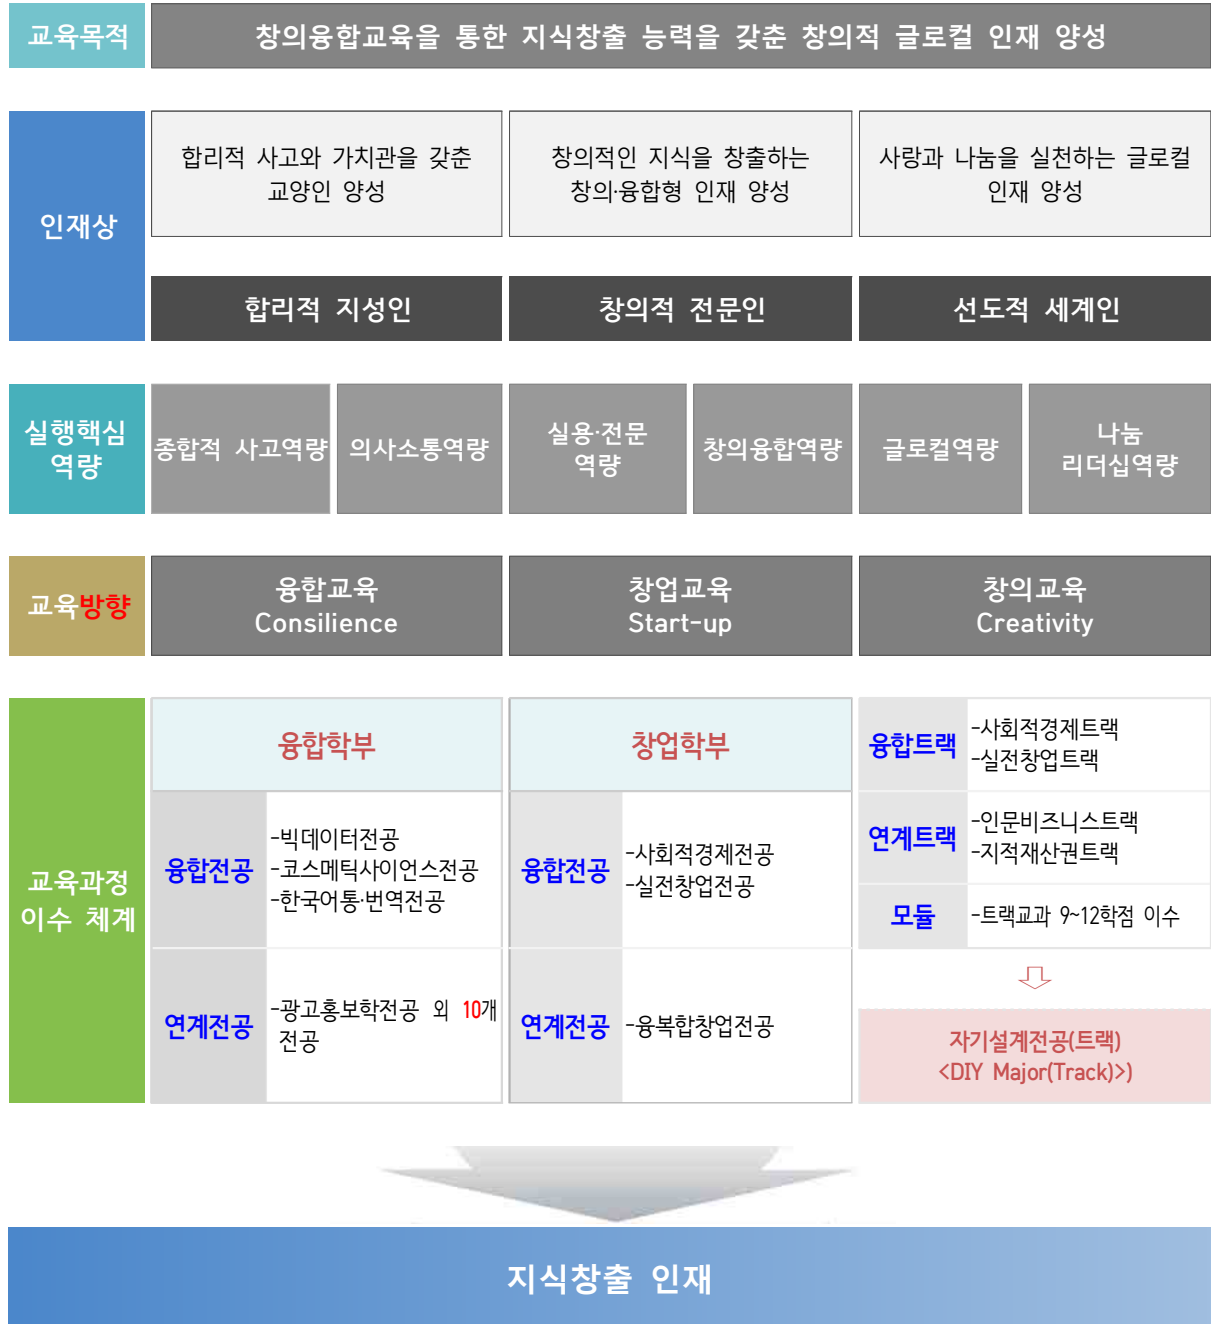 교육목적
창의융합교육을 통한 지식창출 능력을 갖춘 창의적 글로컬 인재 양성
인재상
합리적 사고와 가치관을 갖춘
교양인 양성
창의적인 지식을 창출하는
창의·융합형 인재 양성
사랑과 나눔을 실천하는 글로컬
인재 양성
합리적 지성인
창의적 전문인
선도적 세계인
실행핵심
역량
종합적 사고역량
의사소통역량
실용·전문
역량
창의융합역량
글로컬역량
나눔
리더십역량
교육방향
융합교육
Consilience
창업교육
Start-up
창의교육
Creativity
교육과정
이수 체계
융합학부
융합전공
-빅데이터전공
-코스메틱사이언스전공
-한국어통·번역전공
연계전공
-광고홍보학전공 외 10개
전공
창업학부
융합전공
-사회적경제전공
-실전창업전공
연계전공
-융복합창업전공
융합트랙
-사회적경제트랙
-실전창업트랙
연계트랙
-인문비즈니스트랙
-지적재산권트랙
모듈
-트랙교과 9~12학점 이수
자기설계전공(트랙)
<DIY Major(Track)>)
지식창출 인재